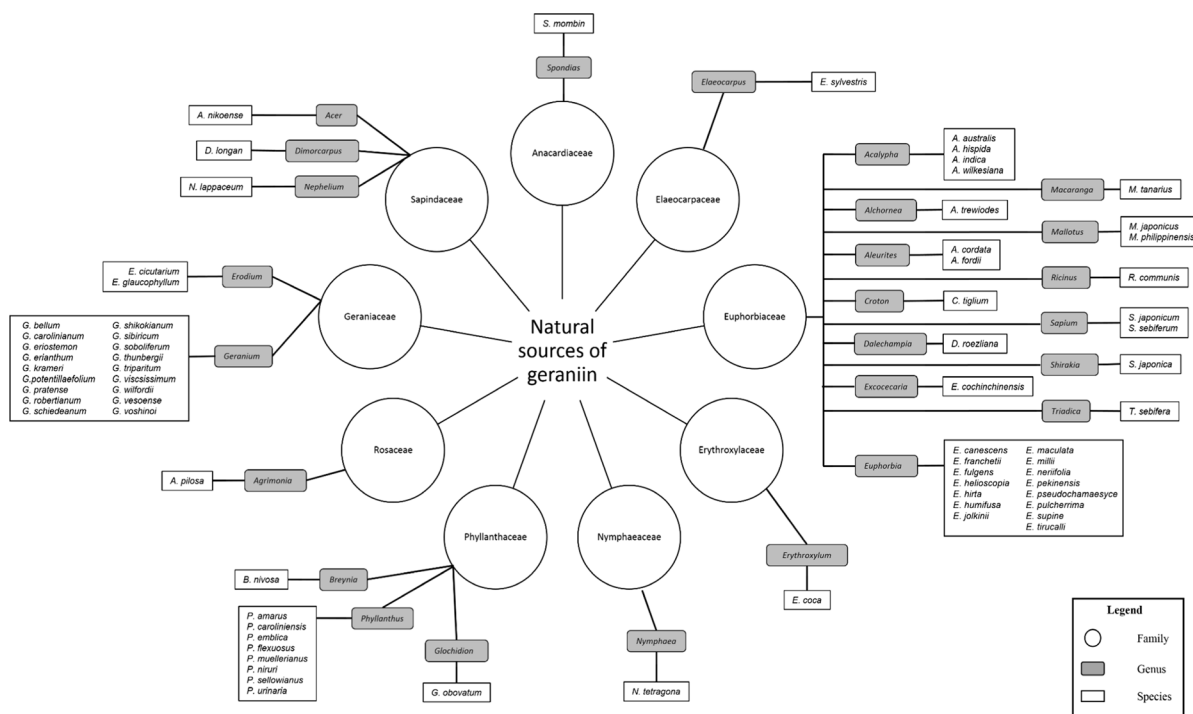 S. mombin
Spondias
Anacardiaceae
Elaeocarpus
E. sylvestris
Elaeocarpaceae
A. nikoense
Acer
D. longan
Dimorcarpus
N. lappaceum
Nephelium
Sapindaceae
E. cicutarium
E. glaucophyllum
Erodium
Geraniaceae
G. bellum
G. carolinianum
G. eriostemon
G. erianthum
G. krameri
G.potentillaefolium
G. pratense
G. robertianum
G. schiedeanum
G. shikokianum
G. sibiricum
G. soboliferum
G. thunbergii
G. triparitum
G. viscissimum
G. wilfordii
G. vesoense
G. voshinoi
Geranium
Natural
sources of
geraniin
Euphorbiaceae
Acalypha
A. australis
A. hispida
A. indica
A. wilkesiana
Macaranga
M. tanarius
Alchornea
A. trewiodes
Mallotus
M. japonicus
M. philippinensis
Aleurites
A. cordata
A. fordii
Ricinus
R. communis
Croton
C. tiglium
Sapium
S. japonicum
S. sebiferum
Dalechampia
D. roezliana
Shirakia
S. japonica
Excocecaria
E. cochinchinensis
Triadica
T. sebifera
Euphorbia
E. canescens
E. franchetii
E. fulgens
E. helioscopia
E. hirta
E. humifusa
E. jolkinii
E. maculata
E. millii
E. neriifolia
E. pekinensis
E. pseudochamaesyce
E. pulcherrima
E. supine
E. tirucalli
Rosaceae
A. pilosa
Agrimonia
Phyllanthaceae
B. nivosa
Breynia
P. amarus
P. caroliniensis
P. emblica
P. flexuosus
P. muellerianus
P. niruri
P. sellowianus
P. urinaria
Phyllanthus
Glochidion
G. obovatum
Nymphaeaceae
Nymphaea
N. tetragona
Erythroxylaceae
Erythroxylum
E. coca
Legend
Family
Genus
Species